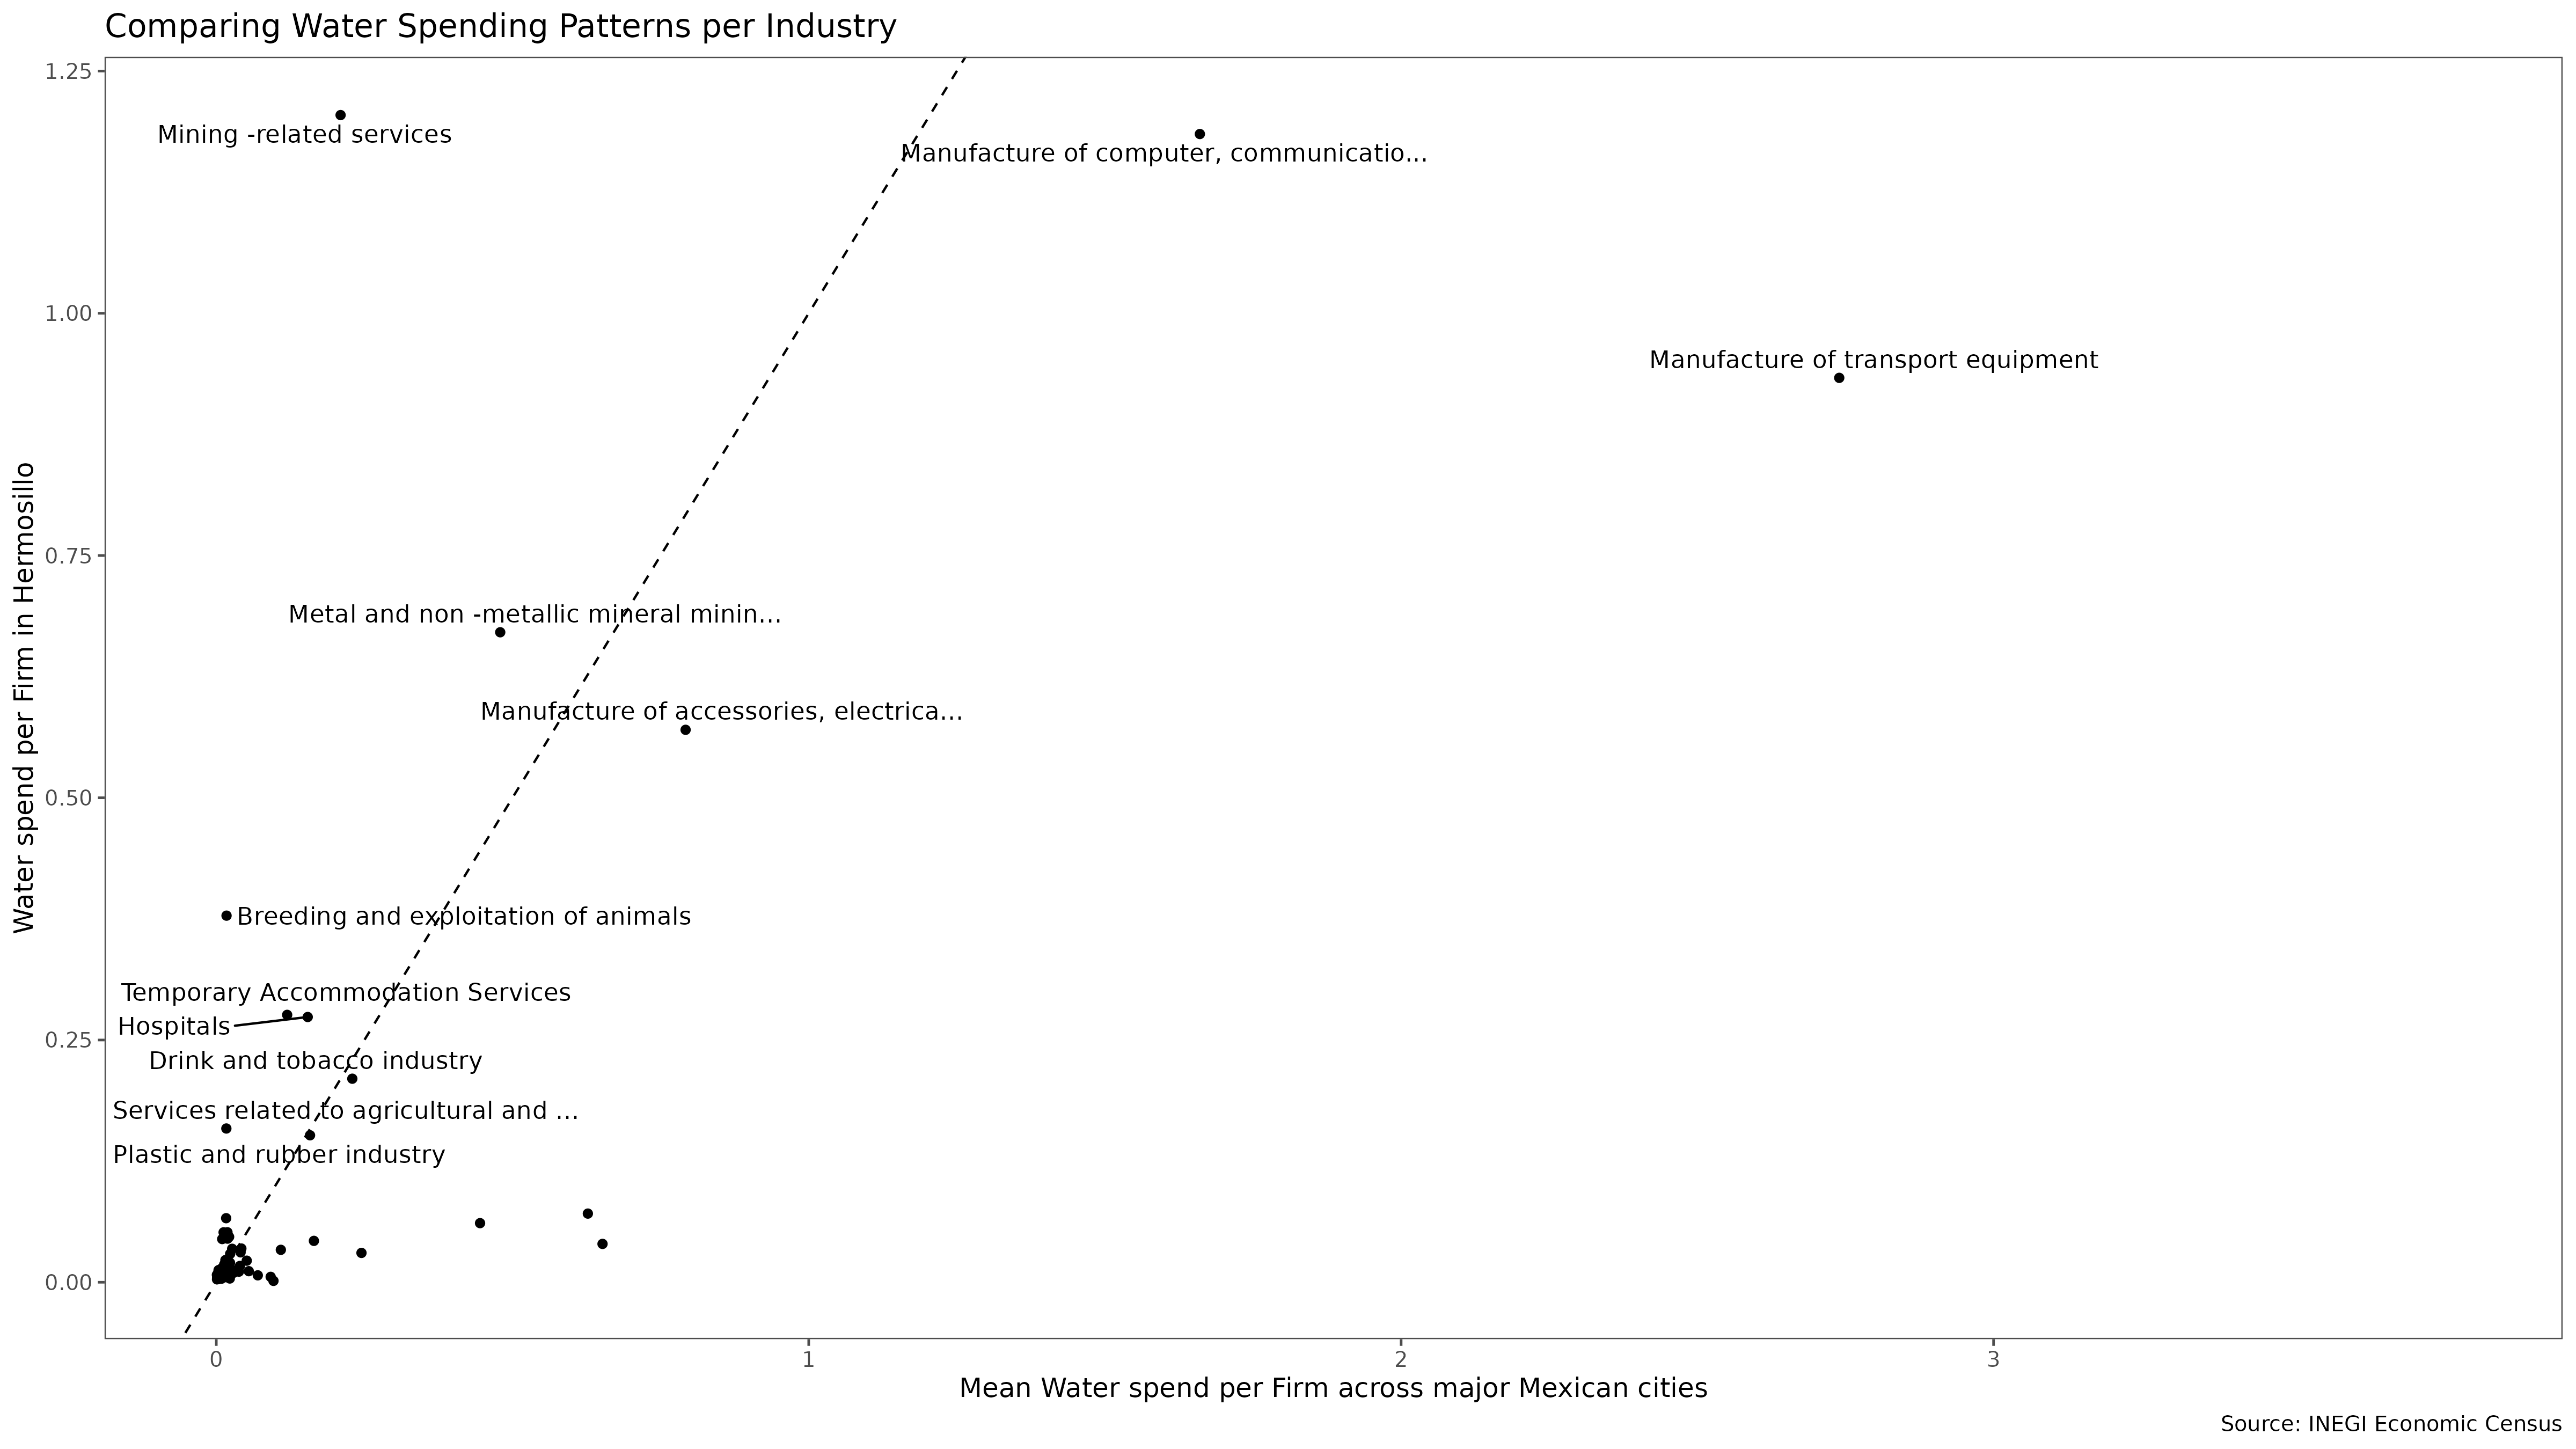 Comparing Water Spending Patterns per Industry
1.25
Mining -related services
Manufacture of computer, communicatio...
1.00
Manufacture of transport equipment
0.75
Metal and non -metallic mineral minin...
Manufacture of accessories, electrica...
0.50
Breeding and exploitation of animals
Temporary Accommodation Services
Hospitals
0.25
Drink and tobacco industry
Services related to agricultural and ...
Plastic and rubber industry
0.00
Water spend per Firm in Hermosillo
0
1
2
3
Mean Water spend per Firm across major Mexican cities
Source: INEGI Economic Census